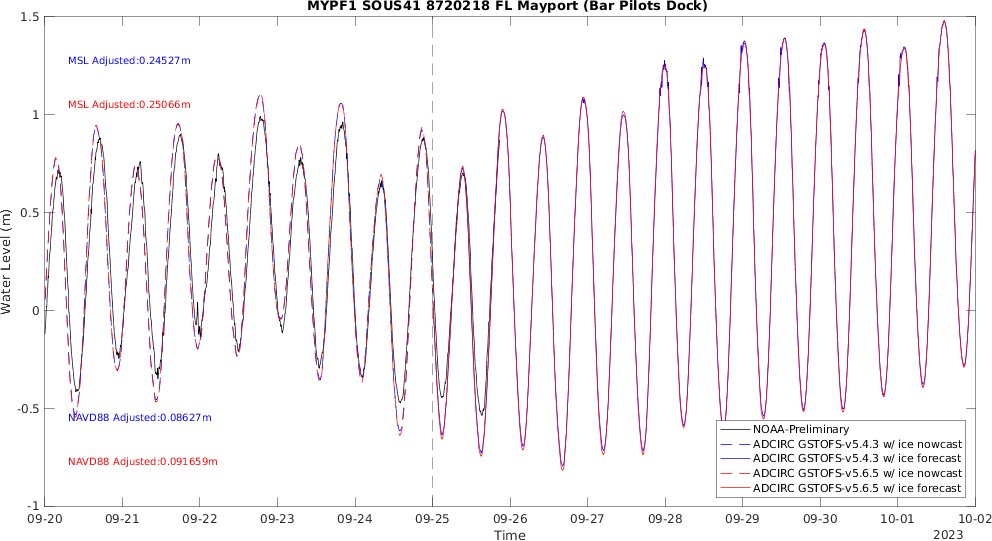 MYPF1 SOUS41 8720218 FL Mayport (Bar Pilots Dock)
1.5
MSL Adjusted:0.24527m
MSL Adjusted:0.25066m
1
0.5
Water Level (m)
0
-0.5
NAVD88 Adjusted:0.08627m
NOAA-Preliminary
ADCIRC GSTOFS-v5.4.3 w/ ice nowcast
ADCIRC GSTOFS-v5.4.3 w/ ice forecast
NAVD88 Adjusted:0.091659m
ADCIRC GSTOFS-v5.6.5 w/ ice nowcast
ADCIRC GSTOFS-v5.6.5 w/ ice forecast
-1
09-20 09-21 09-22 09-23 09-24 09-25 09-26 09-27 09-28 09-29 09-30 10-01 10-02
Time
2023